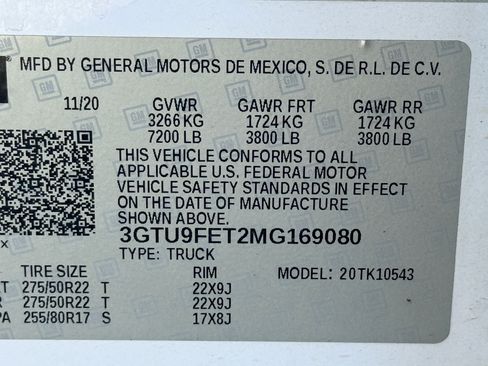 MFD BY GENERAL MOTORS DE MEXICO, S. DE R.L. DE C.V.
11/20 GVWR GAWR FRT GAWR RR
3266 KG 1724 KG 1724 KG
7200 LB 3800 LB 3800 LB
THIS VEHICLE CONFORMS TO ALL
APPLICABLE U.S. FEDERAL MOTOR
VEHICLE SAFETY STANDARDS IN EFFECT
ON THE DATE OF MANUFACTURE
SHOWN ABOVE.
3GTU9FET2MG169080
TYPE: TRUCK MODEL: 20TK10543
TIRE SIZE RIM
RT 275/50R22 T 22X9J
R 275/50R22 T 22X9J
PA 255/80R17 S 17X8J